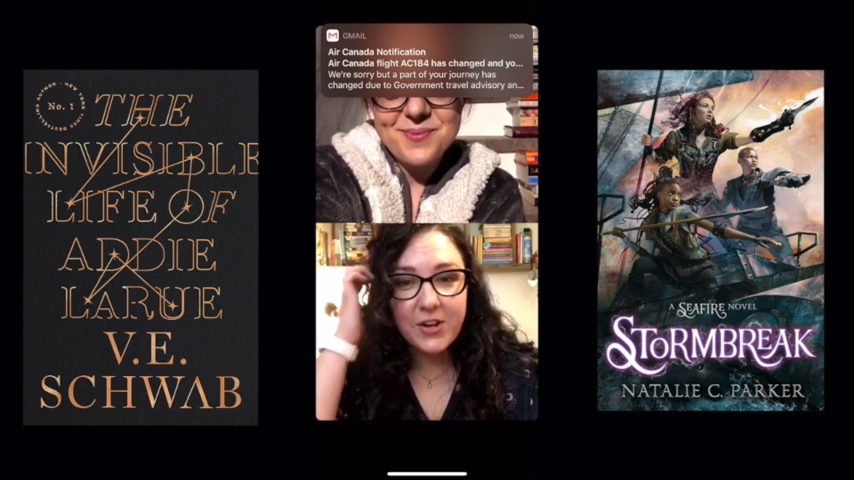 No. 1
THE
INVISIBLE
LIFE OF
ADDIE
LARUE
V.E.
SCHWAB
GMAIL
now
Air Canada Notification
Air Canada flight AC184 has changed and yo...
We're sorry but a part of your journey has
changed due to Government travel advisory an...
A SEAFIRE NOVEL
STORMBREAK
NATALIE C. PARKER